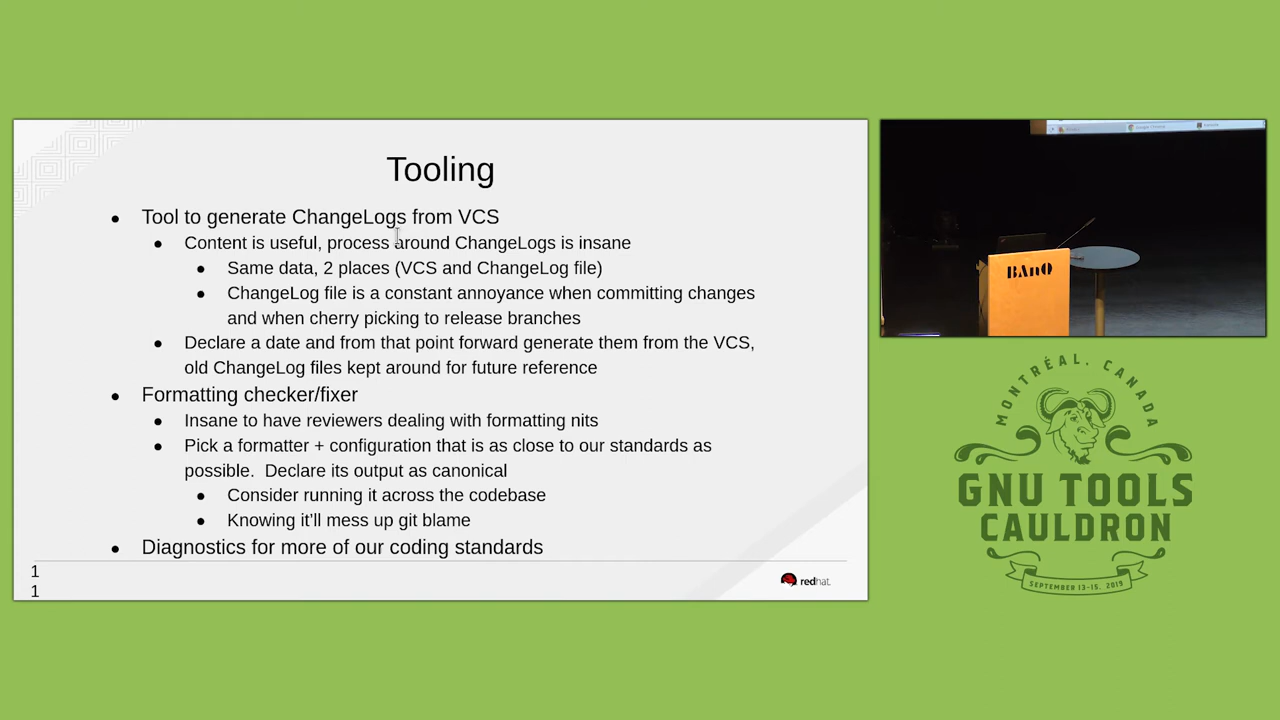 Tooling
● Tool to generate ChangeLogs from VCS
● Content is useful, process around ChangeLogs is insane
● Same data, 2 places (VCS and ChangeLog file)
● ChangeLog file is a constant annoyance when committing changes
and when cherry picking to release branches
● Declare a date and from that point forward generate them from the VCS,
old ChangeLog files kept around for future reference
● Formatting checker/fixer
● Insane to have reviewers dealing with formatting nits
● Pick a formatter + configuration that is as close to our standards as
possible.  Declare its output as canonical
● Consider running it across the codebase
● Knowing it’ll mess up git blame
● Diagnostics for more of our coding standards
1
1
redhat.
BAnQ
MONTRÉAL, CANADA
GNU TOOLS
CAULDRON
SEPTEMBER 13-15, 2019